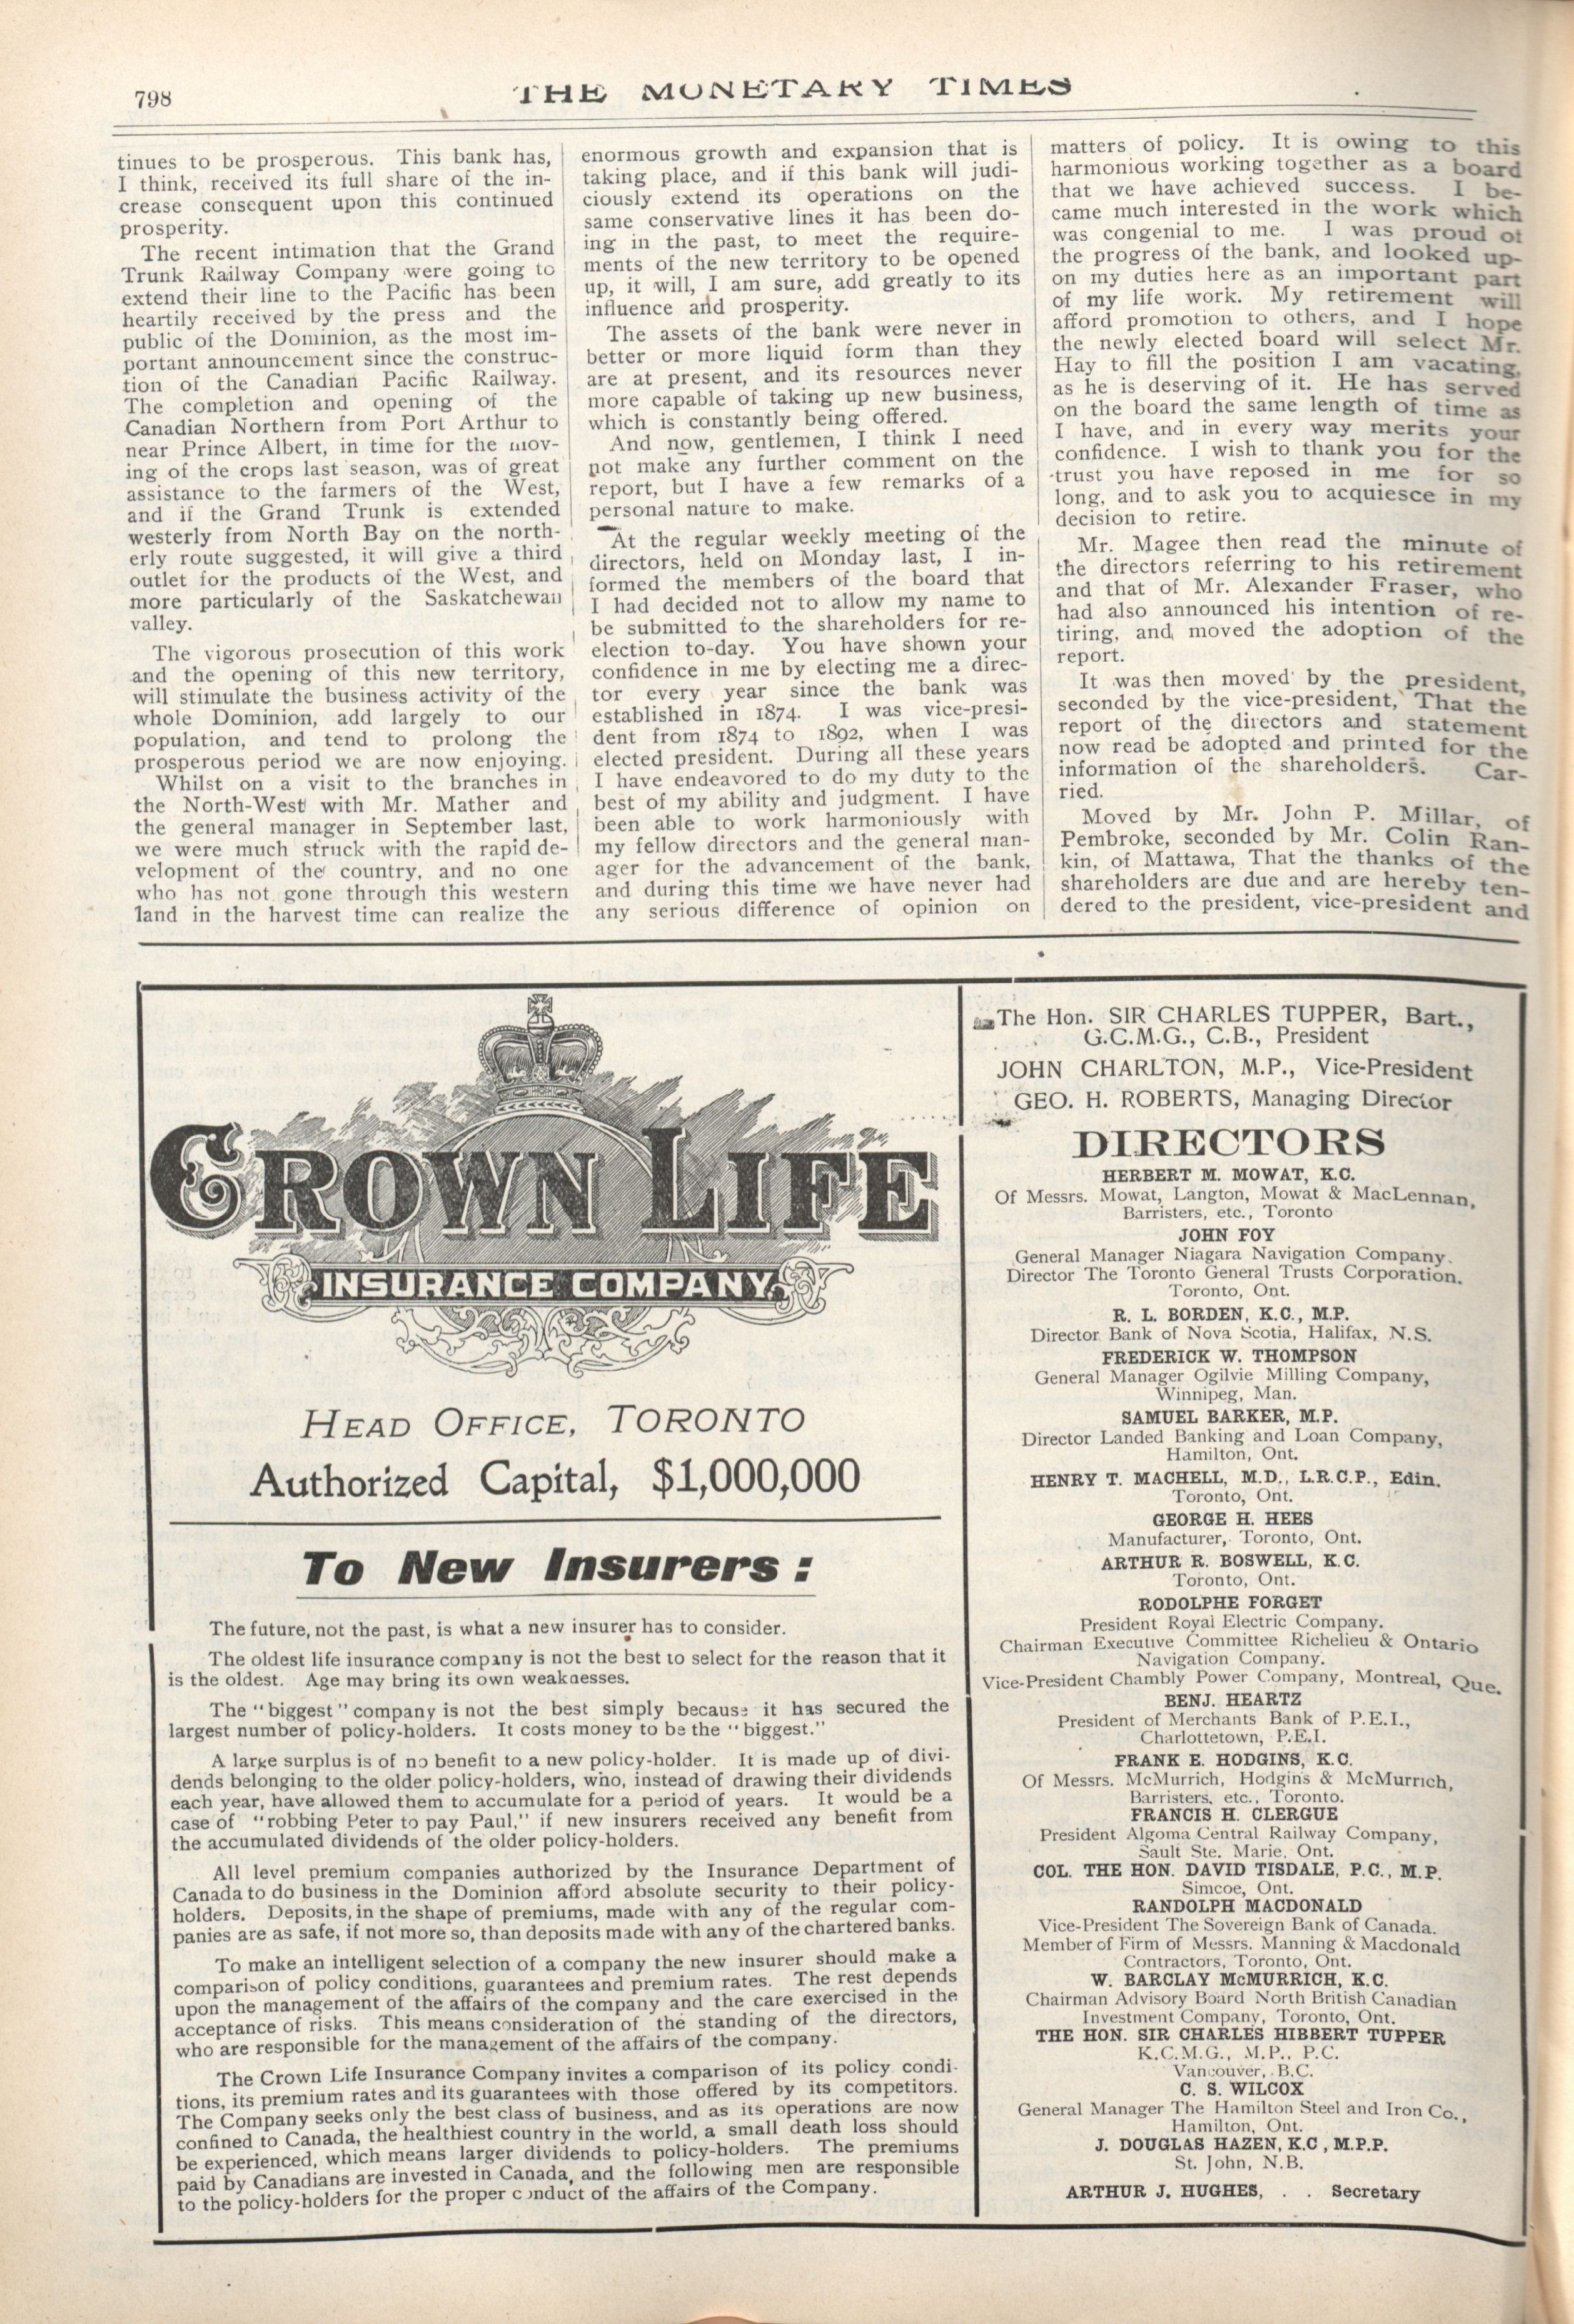 798
THE MONETARY TIMES
tinues to be prosperous. This bank has,
I think, received its full share of the in-
crease consequent upon this continued
prosperity.
The recent intimation that the Grand
Trunk Railway Company were going to
extend their line to the Pacific has been
heartily received by the press and the
public of the Dominion, as the most im-
portant announcement since the construc-
tion of the Canadian Pacific Railway.
The completion and opening of the
Canadian Northern from Port Arthur to
near Prince Albert, in time for the mov-
ing of the crops last season, was of great
assistance to the farmers of the West,
and if the Grand Trunk is extended
westerly from North Bay on the north-
erly route suggested, it will give a third
outlet for the products of the West, and
more particularly of the Saskatchewan
valley.
The vigorous prosecution of this work
and the opening of this new territory,
will stimulate the business activity of the
whole Dominion, add largely to our
population, and tend to prolong the
prosperous period we are now enjoying.
Whilst on a visit to the branches in
the North-West with Mr. Mather and
the general manager in September last,
we were much struck with the rapid de-
velopment of the country, and no one
who has not gone through this western
land in the harvest time can realize the
enormous growth and expansion that is
taking place, and if this bank will judi-
ciously extend its operations on the
same conservative lines it has been do-
ing in the past, to meet the require-
ments of the new territory to be opened
up, it will, I am sure, add greatly to its
influence and prosperity.
The assets of the bank were never in
better or more liquid form than they
are at present, and its resources never
more capable of taking up new business,
which is constantly being offered.
And now, gentlemen, I think I need
not make any further comment on the
report, but I have a few remarks of a
personal nature to make.
At the regular weekly meeting of the
directors, held on Monday last, I in-
formed the members of the board that
I had decided not to allow my name to
be submitted to the shareholders for re-
election to-day. You have shown your
confidence in me by electing me a direc-
tor every year since the bank was
established in 1874. I was vice-presi-
dent from 1874 to 1892, when I was
elected president. During all these years
I have endeavored to do my duty to the
best of my ability and judgment. I have
been able to work harmoniously with
my fellow directors and the general man-
ager for the advancement of the bank,
and during this time we have never had
any serious difference of opinion on
matters of policy. It is owing to this
harmonious working together as a board
that we have achieved success. I be-
came much interested in the work which
was congenial to me. I was proud of
the progress of the bank, and looked up-
on my duties here as an important part
of my life work. My retirement will
afford promotion to others, and I hope
the newly elected board will select Mr.
Hay to fill the position I am vacating,
as he is deserving of it. He has served
on the board the same length of time as
I have, and in every way merits your
confidence. I wish to thank you for the
trust you have reposed in me for so
long, and to ask you to acquiesce in my
decision to retire.
Mr. Magee then read the minute of
the directors referring to his retirement
and that of Mr. Alexander Fraser, who
had also announced his intention of re-
tiring, and moved the adoption of the
report.
It was then moved by the president,
seconded by the vice-president, That the
report of the directors and statement
now read be adopted and printed for the
information of the shareholders. Car-
ried.
Moved by Mr. John P. Millar, of
Pembroke, seconded by Mr. Colin Ran-
kin, of Mattawa, That the thanks of the
shareholders are due and are hereby ten-
dered to the president, vice-president and
CROWN LIFE
INSURANCE COMPANY
HEAD OFFICE, TORONTO
Authorized Capital, $1,000,000
To New Insurers:
The future, not the past, is what a new insurer has to consider.
The oldest life insurance company is not the best to select for the reason that it
is the oldest. Age may bring its own weaknesses.
The "biggest" company is not the best simply because it has secured the
largest number of policy-holders. It costs money to be the "biggest."
A large surplus is of no benefit to a new policy-holder. It is made up of divi-
dends belonging to the older policy-holders, who, instead of drawing their dividends
each year, have allowed them to accumulate for a period of years. It would be a
case of "robbing Peter to pay Paul," if new insurers received any benefit from
the accumulated dividends of the older policy-holders.
All level premium companies authorized by the Insurance Department of
Canada to do business in the Dominion afford absolute security to their policy-
holders. Deposits, in the shape of premiums, made with any of the regular com-
panies are as safe, if not more so, than deposits made with any of the chartered banks.
To make an intelligent selection of a company the new insurer should make a
comparison of policy conditions, guarantees and premium rates. The rest depends
upon the management of the affairs of the company and the care exercised in the
acceptance of risks. This means consideration of the standing of the directors,
who are responsible for the management of the affairs of the company.
The Crown Life Insurance Company invites a comparison of its policy condi-
tions, its premium rates and its guarantees with those offered by its competitors.
The Company seeks only the best class of business, and as its operations are now
confined to Canada, the healthiest country in the world, a small death loss should
be experienced, which means larger dividends to policy-holders. The premiums
paid by Canadians are invested in Canada, and the following men are responsible
to the policy-holders for the proper conduct of the affairs of the Company.
The Hon. SIR CHARLES TUPPER, Bart.,
G.C.M.G., C.B., President
JOHN CHARLTON, M.P., Vice-President
GEO. H. ROBERTS, Managing Director
DIRECTORS
HERBERT M. MOWAT, K.C.
Of Messrs. Mowat, Langton, Mowat & MacLennan,
Barristers, etc., Toronto
JOHN FOY
General Manager Niagara Navigation Company.
Director The Toronto General Trusts Corporation.
Toronto, Ont.
R. L. BORDEN, K.C., M.P.
Director Bank of Nova Scotia, Halifax, N.S.
FREDERICK W. THOMPSON
General Manager Ogilvie Milling Company,
Winnipeg, Man.
SAMUEL BARKER, M.P.
Director Landed Banking and Loan Company,
Hamilton, Ont.
HENRY T. MACHELL, M.D., L.R.C.P., Edin.
Toronto, Ont.
GEORGE H. HEES
Manufacturer, Toronto, Ont.
ARTHUR R. BOSWELL, K.C.
Toronto, Ont.
RODOLPHE FORGET
President Royal Electric Company.
Chairman Executive Committee Richelieu & Ontario
Navigation Company.
Vice-President Chambly Power Company, Montreal, Que.
BENJ. HEARTZ
President of Merchants Bank of P.E.I.,
Charlottetown, P.E.I.
FRANK E. HODGINS, K.C.
Of Messrs. McMurrich, Hodgins & McMurrich,
Barristers, etc., Toronto.
FRANCIS H. CLERGUE
President Algoma Central Railway Company,
Sault Ste. Marie, Ont.
COL. THE HON. DAVID TISDALE, P.C., M.P.
Simcoe, Ont.
RANDOLPH MACDONALD
Vice-President The Sovereign Bank of Canada.
Member of Firm of Messrs. Manning & Macdonald
Contractors, Toronto, Ont.
W. BARCLAY McMURRICH, K.C.
Chairman Advisory Board North British Canadian
Investment Company, Toronto, Ont.
THE HON. SIR CHARLES HIBBERT TUPPER
K.C.M.G., M.P., P.C.
Vancouver, B.C.
C. S. WILCOX
General Manager The Hamilton Steel and Iron Co.,
Hamilton, Ont.
J. DOUGLAS HAZEN, K.C, M.P.P.
St. John, N.B.
ARTHUR J. HUGHES, . . Secretary